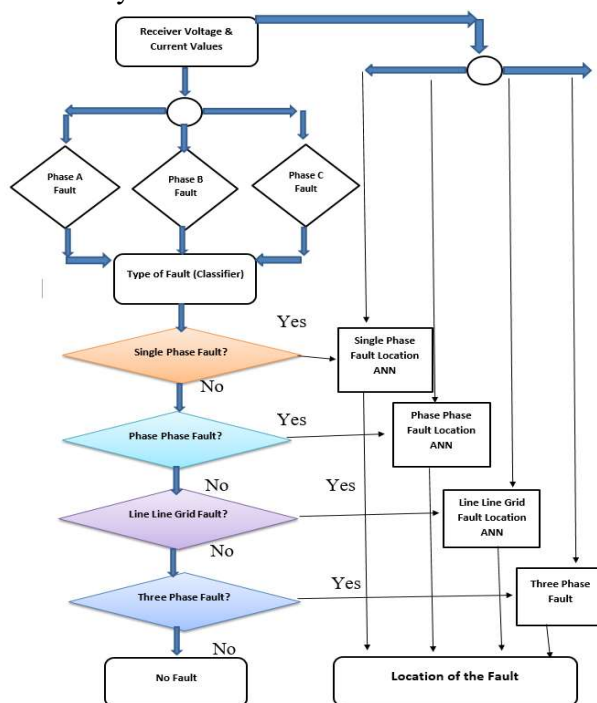 Receiver Voltage &
Current Values
Phase A
Fault
Phase B
Fault
Phase C
Fault
Type of Fault (Classifier)
Yes
Single Phase Fault?
No
Single Phase
Fault Location
ANN
Yes
Phase Phase Fault?
No
Phase Phase
Fault Location
ANN
Yes
Line Line Grid Fault?
No
Line Line Grid
Fault Location
ANN
Yes
Three Phase Fault?
No
Three Phase
Fault
No Fault
Location of the Fault